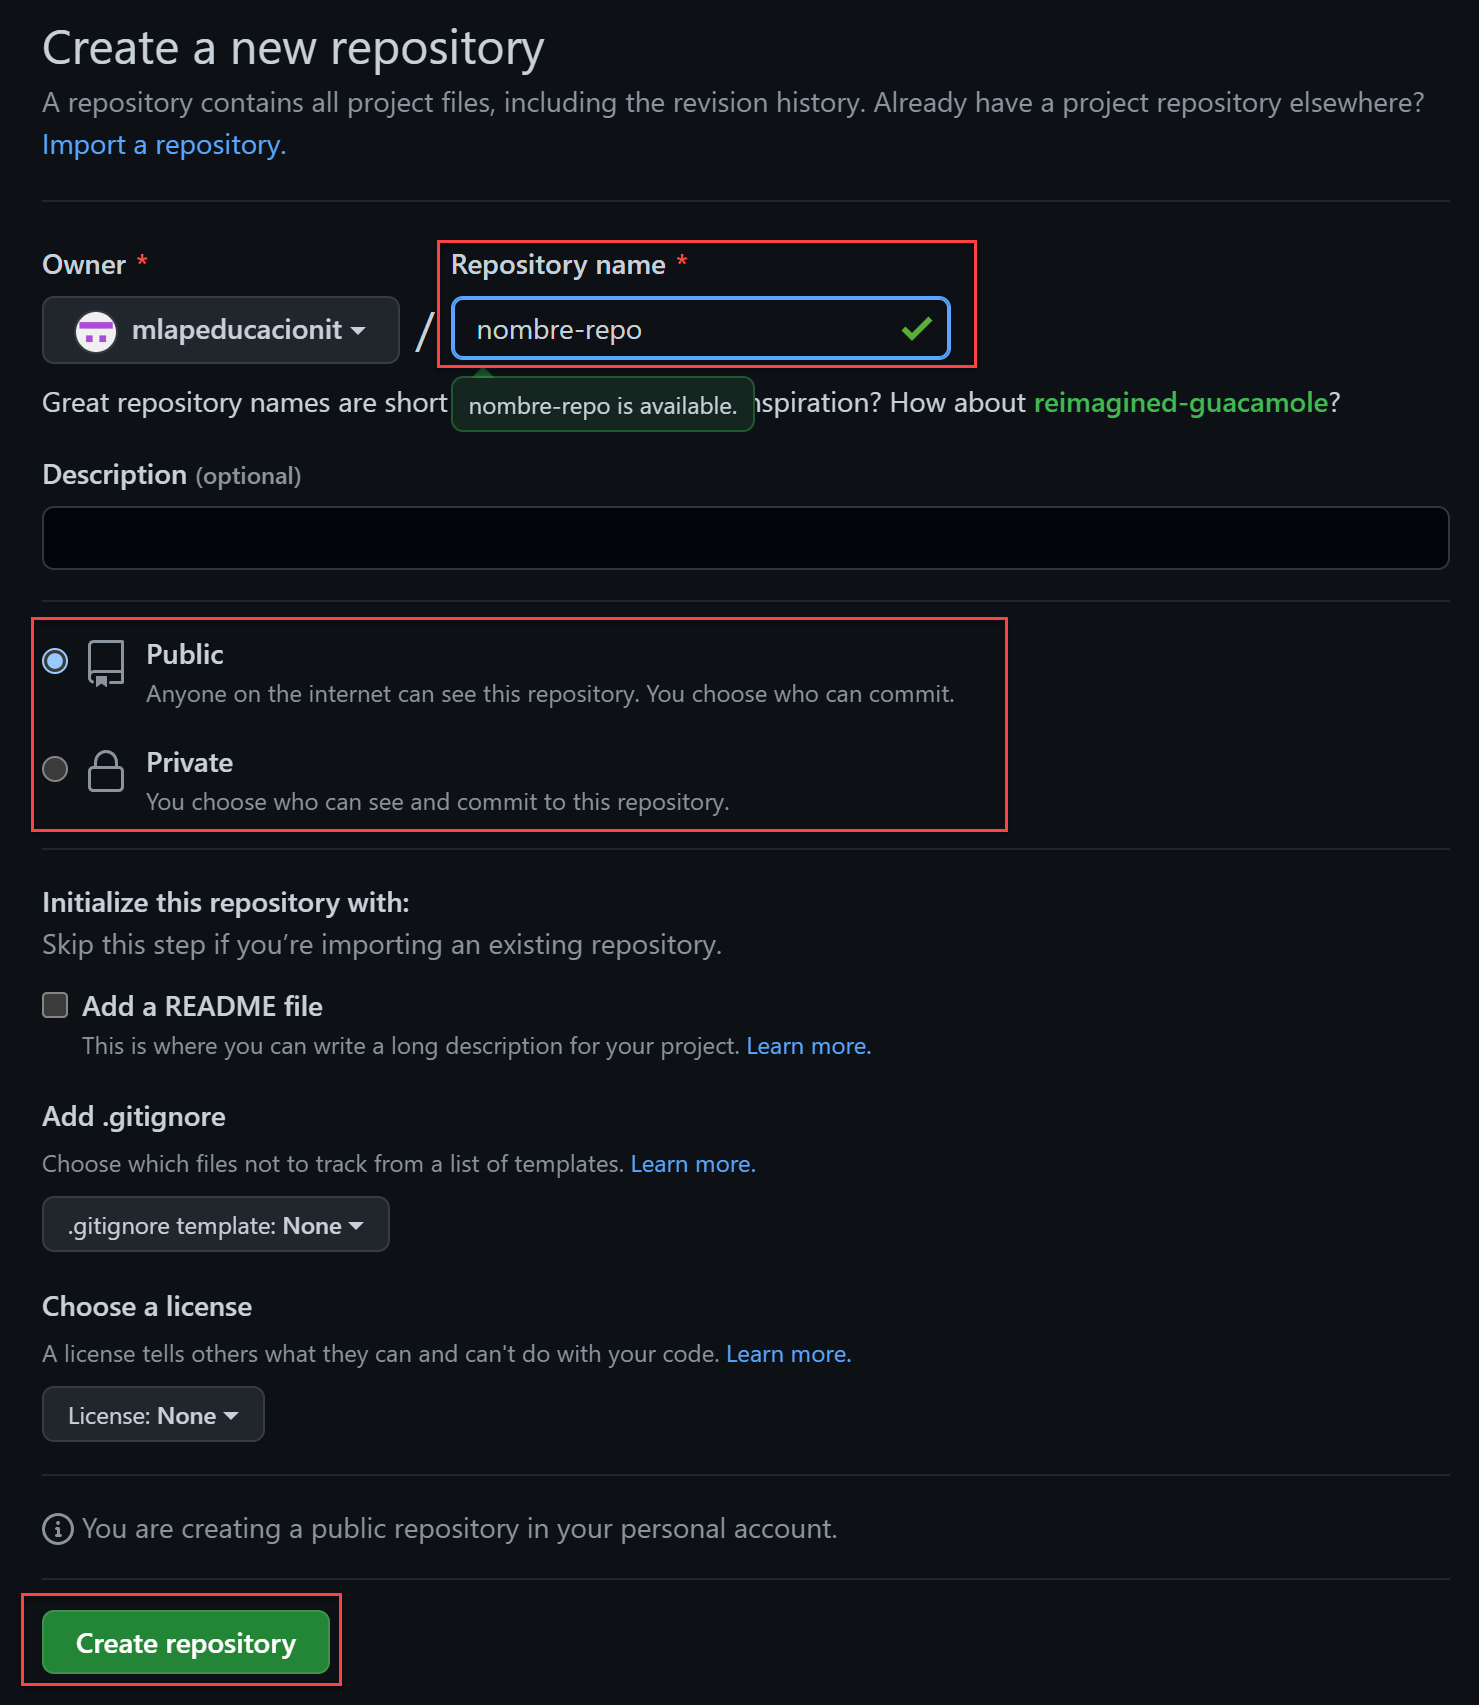 Create a new repository
A repository contains all project files, including the revision history. Already have a project repository elsewhere?
Import a repository.
Owner *
Repository name *
mlapeducacionit
/
nombre-repo
Great repository names are short
nombre-repo is available.
nspiration? How about reimagined-guacamole?
Description (optional)
Public
Anyone on the internet can see this repository. You choose who can commit.
Private
You choose who can see and commit to this repository.
Initialize this repository with:
Skip this step if you’re importing an existing repository.
Add a README file
This is where you can write a long description for your project. Learn more.
Add .gitignore
Choose which files not to track from a list of templates. Learn more.
.gitignore template: None
Choose a license
A license tells others what they can and can't do with your code. Learn more.
License: None
You are creating a public repository in your personal account.
Create repository